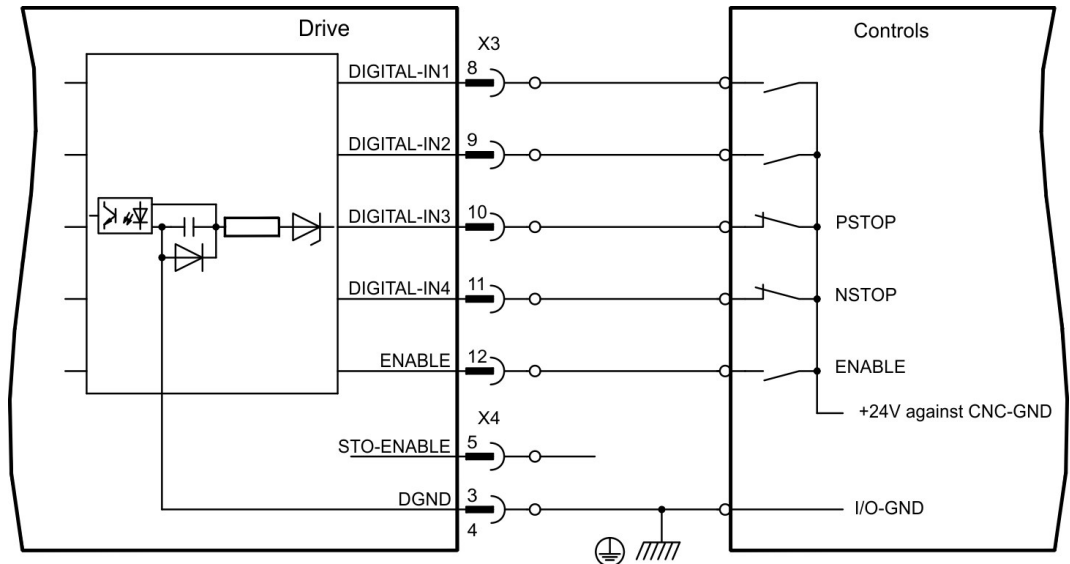 Drive
Controls
X3
DIGITAL-IN1 8
DIGITAL-IN2 9
DIGITAL-IN3 10 PSTOP
DIGITAL-IN4 11 NSTOP
ENABLE 12 ENABLE
+24V against CNC-GND
X4
STO-ENABLE 5
DGND 3 I/O-GND
4